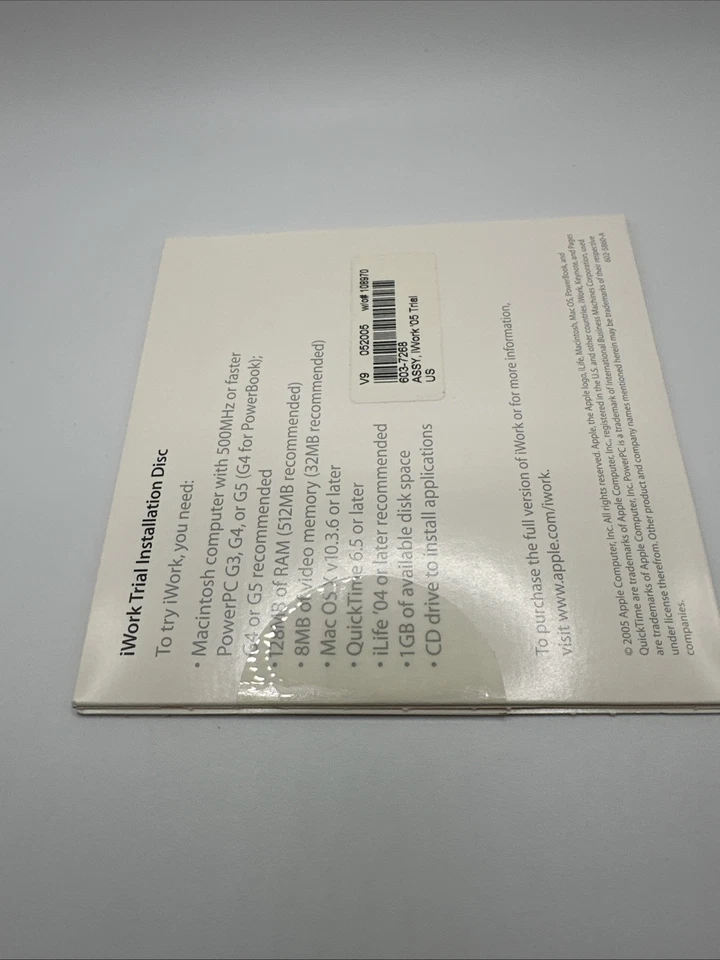 iWork Trial Installation Disc
To try iWork, you need:
• Macintosh computer with 500MHz or faster
PowerPC G3, G4, or G5 (G4 for PowerBook);
G4 or G5 recommended
• 128MB of RAM (512MB recommended)
• 8MB of video memory (32MB recommended)
• Mac OS X v10.3.6 or later
• QuickTime 6.5 or later
• iLife '04 or later recommended
• 1GB of available disk space
• CD drive to install applications
V9 052005 w/o# 108970
603-7268
ASSY, iWork '05 Trial
US
To purchase the full version of iWork or for more information,
visit www.apple.com/iwork.
© 2005 Apple Computer, Inc. All rights reserved. Apple, the Apple logo, iLife, Macintosh, Mac OS, PowerBook, and
QuickTime are trademarks of Apple Computer, Inc., registered in the U.S. and other countries. iWork, Keynote, and Pages
are trademarks of Apple Computer, Inc. PowerPC is a trademark of International Business Machines Corporation, used
under license therefrom. Other product and company names mentioned herein may be trademarks of their respective
companies. 602-5860-A